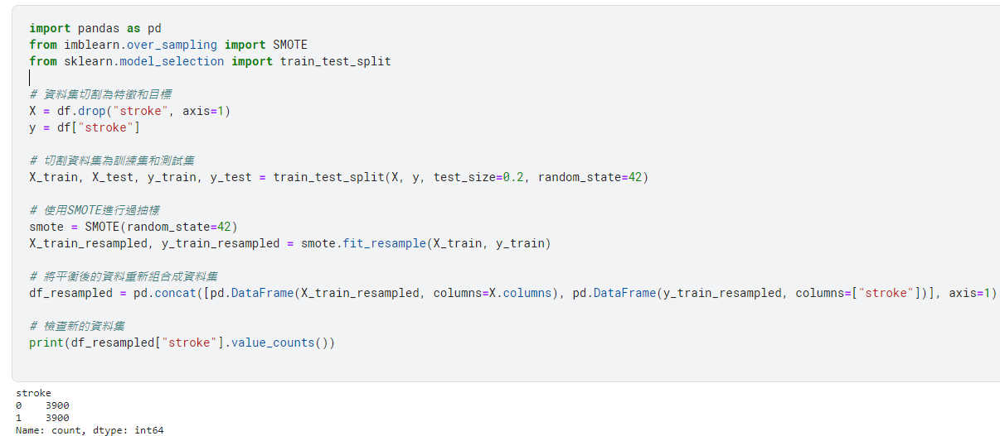 import pandas as pd
from imblearn.over_sampling import SMOTE
from sklearn.model_selection import train_test_split
# 資料集切割為特徵和目標
X = df.drop("stroke", axis=1)
y = df["stroke"]
# 切割資料集為訓練集和測試集
X_train, X_test, y_train, y_test = train_test_split(X, y, test_size=0.2, random_state=42)
# 使用SMOTE進行過抽樣
smote = SMOTE(random_state=42)
X_train_resampled, y_train_resampled = smote.fit_resample(X_train, y_train)
# 將平衡後的資料重新組合成資料集
df_resampled = pd.concat([pd.DataFrame(X_train_resampled, columns=X.columns), pd.DataFrame(y_train_resampled, columns=["stroke"])], axis=1)
# 檢查新的資料集
print(df_resampled["stroke"].value_counts())
stroke
0    3900
1    3900
Name: count, dtype: int64